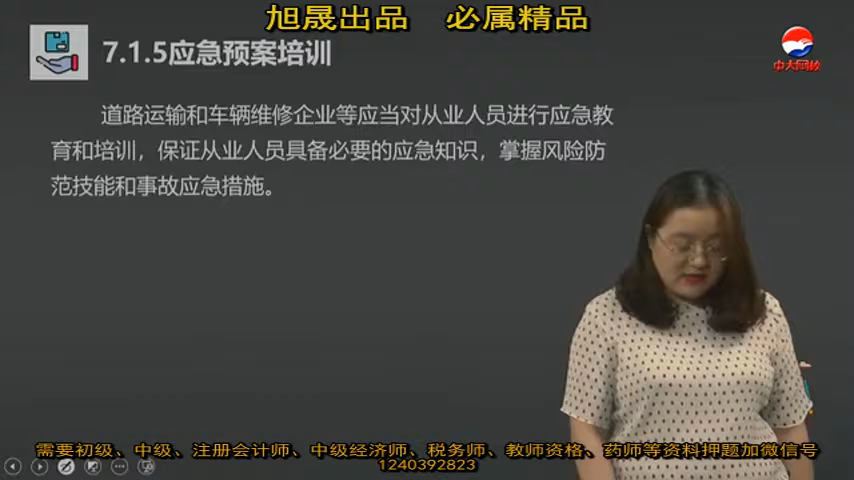 旭晟出品 必属精品
7.1.5应急预案培训
中大网校
道路运输和车辆维修企业等应当对从业人员进行应急教
育和培训，保证从业人员具备必要的应急知识，掌握风险防
范技能和事故应急措施。
需要初级、中级、注册会计师、中级经济师、税务师、教师资格、药师等资料押题加微信号
1240392823